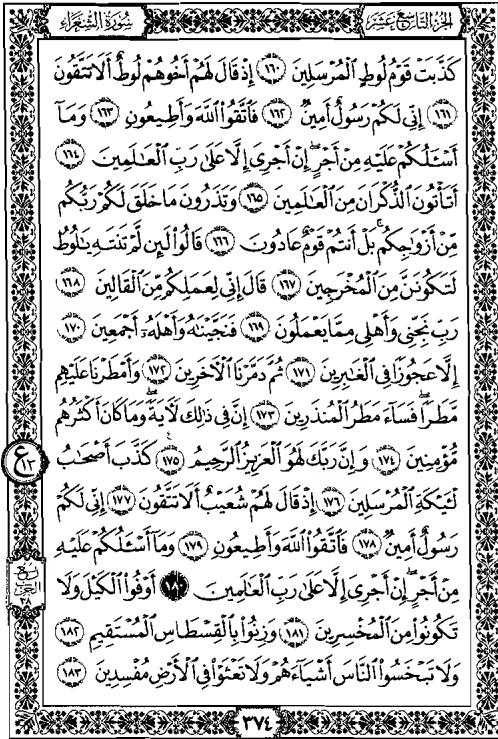 الجزء التاسع عشر
سورة الشعراء
كَذَّبَتۡ قَوۡمُ لُوطٍ ٱلۡمُرۡسَلِينَ ١٦٠ إِذۡ قَالَ لَهُمۡ أَخُوهُمۡ لُوطٌ أَلَا تَتَّقُونَ
١٦١ إِنِّي لَكُمۡ رَسُولٌ أَمِينٌ ١٦٢ فَٱتَّقُواْ ٱللَّهَ وَأَطِيعُونِ ١٦٣ وَمَآ
أَسۡـَٔلُكُمۡ عَلَيۡهِ مِنۡ أَجۡرٍۖ إِنۡ أَجۡرِيَ إِلَّا عَلَىٰ رَبِّ ٱلۡعَٰلَمِينَ ١٦٤
أَتَأۡتُونَ ٱلذُّكۡرَانَ مِنَ ٱلۡعَٰلَمِينَ ١٦٥ وَتَذَرُونَ مَا خَلَقَ لَكُمۡ رَبُّكُم
مِّنۡ أَزۡوَٰجِكُمۚ بَلۡ أَنتُمۡ قَوۡمٌ عَادُونَ ١٦٦ قَالُواْ لَئِن لَّمۡ تَنتَهِ يَٰلُوطُ
لَتَكُونَنَّ مِنَ ٱلۡمُخۡرَجِينَ ١٦٧ قَالَ إِنِّي لِعَمَلِكُم مِّنَ ٱلۡقَالِينَ ١٦٨
رَبِّ نَجِّنِي وَأَهۡلِي مِمَّا يَعۡمَلُونَ ١٦٩ فَنَجَّيۡنَٰهُ وَأَهۡلَهُۥٓ أَجۡمَعِينَ ١٧٠
إِلَّا عَجُوزٗا فِي ٱلۡغَٰبِرِينَ ١٧١ ثُمَّ دَمَّرۡنَا ٱلۡأٓخَرِينَ ١٧٢ وَأَمۡطَرۡنَا عَلَيۡهِم
مَّطَرٗاۖ فَسَآءَ مَطَرُ ٱلۡمُنذَرِينَ ١٧٣ إِنَّ فِي ذَٰلِكَ لَأٓيَةٗۖ وَمَا كَانَ أَكۡثَرُهُم
مُّؤۡمِنِينَ ١٧٤ وَإِنَّ رَبَّكَ لَهُوَ ٱلۡعَزِيزُ ٱلرَّحِيمُ ١٧٥ كَذَّبَ أَصۡحَٰبُ
لۡـَٔيۡكَةِ ٱلۡمُرۡسَلِينَ ١٧٦ إِذۡ قَالَ لَهُمۡ شُعَيۡبٌ أَلَا تَتَّقُونَ ١٧٧ إِنِّي لَكُمۡ
رَسُولٌ أَمِينٌ ١٧٨ فَٱتَّقُواْ ٱللَّهَ وَأَطِيعُونِ ١٧٩ وَمَآ أَسۡـَٔلُكُمۡ عَلَيۡهِ
مِنۡ أَجۡرٍۖ إِنۡ أَجۡرِيَ إِلَّا عَلَىٰ رَبِّ ٱلۡعَٰلَمِينَ ١٨٠ أَوۡفُواْ ٱلۡكَيۡلَ وَلَا
تَكُونُواْ مِنَ ٱلۡمُخۡسِرِينَ ١٨١ وَزِنُواْ بِٱلۡقِسۡطَاسِ ٱلۡمُسۡتَقِيمِ ١٨٢
وَلَا تَبۡخَسُواْ ٱلنَّاسَ أَشۡيَآءَهُمۡ وَلَا تَعۡثَوۡاْ فِي ٱلۡأَرۡضِ مُفۡسِدِينَ ١٨٣
ع
١٣
ربع
الحزب
٣٨
٣٧٤